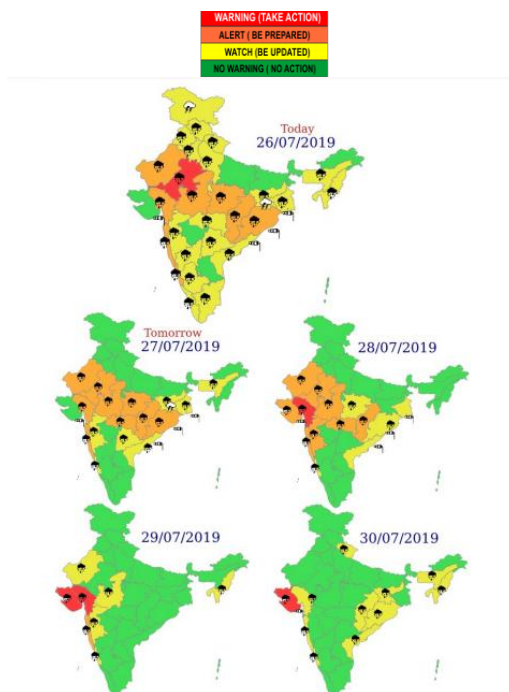 WARNING (TAKE ACTION)
ALERT ( BE PREPARED)
WATCH (BE UPDATED)
NO WARNING ( NO ACTION)
Today
26/07/2019
Tomorrow
27/07/2019
28/07/2019
29/07/2019
30/07/2019